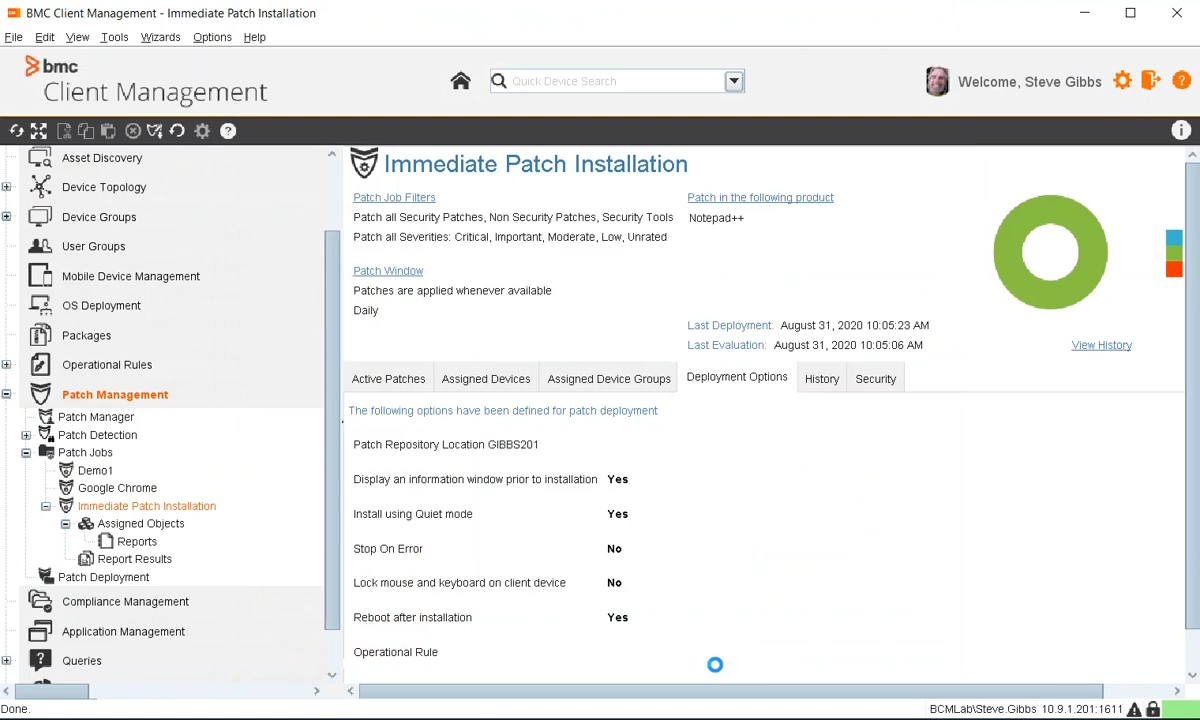 BMC Client Management - Immediate Patch Installation
File Edit View Tools Wizards Options Help
bmc
Client Management
Quick Device Search
Welcome, Steve Gibbs
Asset Discovery
Device Topology
Device Groups
User Groups
Mobile Device Management
OS Deployment
Packages
Operational Rules
Patch Management
Patch Manager
Patch Detection
Patch Jobs
Demo1
Google Chrome
Immediate Patch Installation
Assigned Objects
Reports
Report Results
Patch Deployment
Compliance Management
Application Management
Queries
Immediate Patch Installation
Patch Job Filters
Patch all Security Patches, Non Security Patches, Security Tools
Patch all Severities: Critical, Important, Moderate, Low, Unrated
Patch Window
Patches are applied whenever available
Daily
Patch in the following product
Notepad++
Last Deployment: August 31, 2020 10:05:23 AM
Last Evaluation: August 31, 2020 10:05:06 AM
View History
Active Patches Assigned Devices Assigned Device Groups Deployment Options History Security
The following options have been defined for patch deployment
Patch Repository Location GIBBS201
Display an information window prior to installation Yes
Install using Quiet mode Yes
Stop On Error No
Lock mouse and keyboard on client device No
Reboot after installation Yes
Operational Rule
Done.
BCMLab\Steve.Gibbs 10.9.1.201:1611